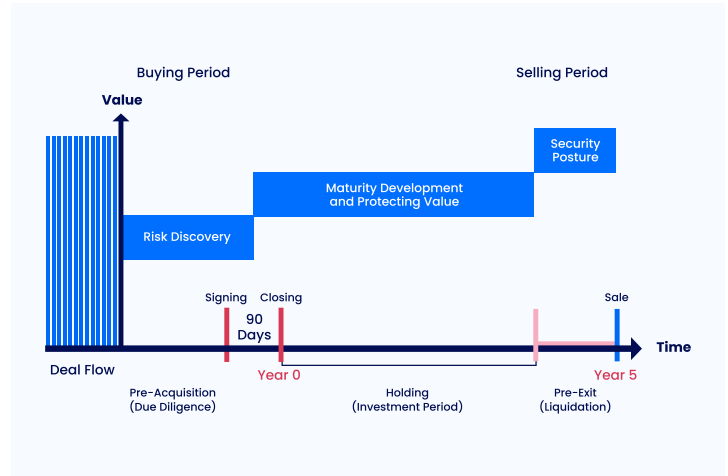 Buying Period
Selling Period
Value
Security
Posture
Maturity Development
and Protecting Value
Risk Discovery
Signing
Closing
Sale
90
Days
Time
Deal Flow
Year 0
Year 5
Pre-Acquisition
(Due Diligence)
Holding
(Investment Period)
Pre-Exit
(Liquidation)